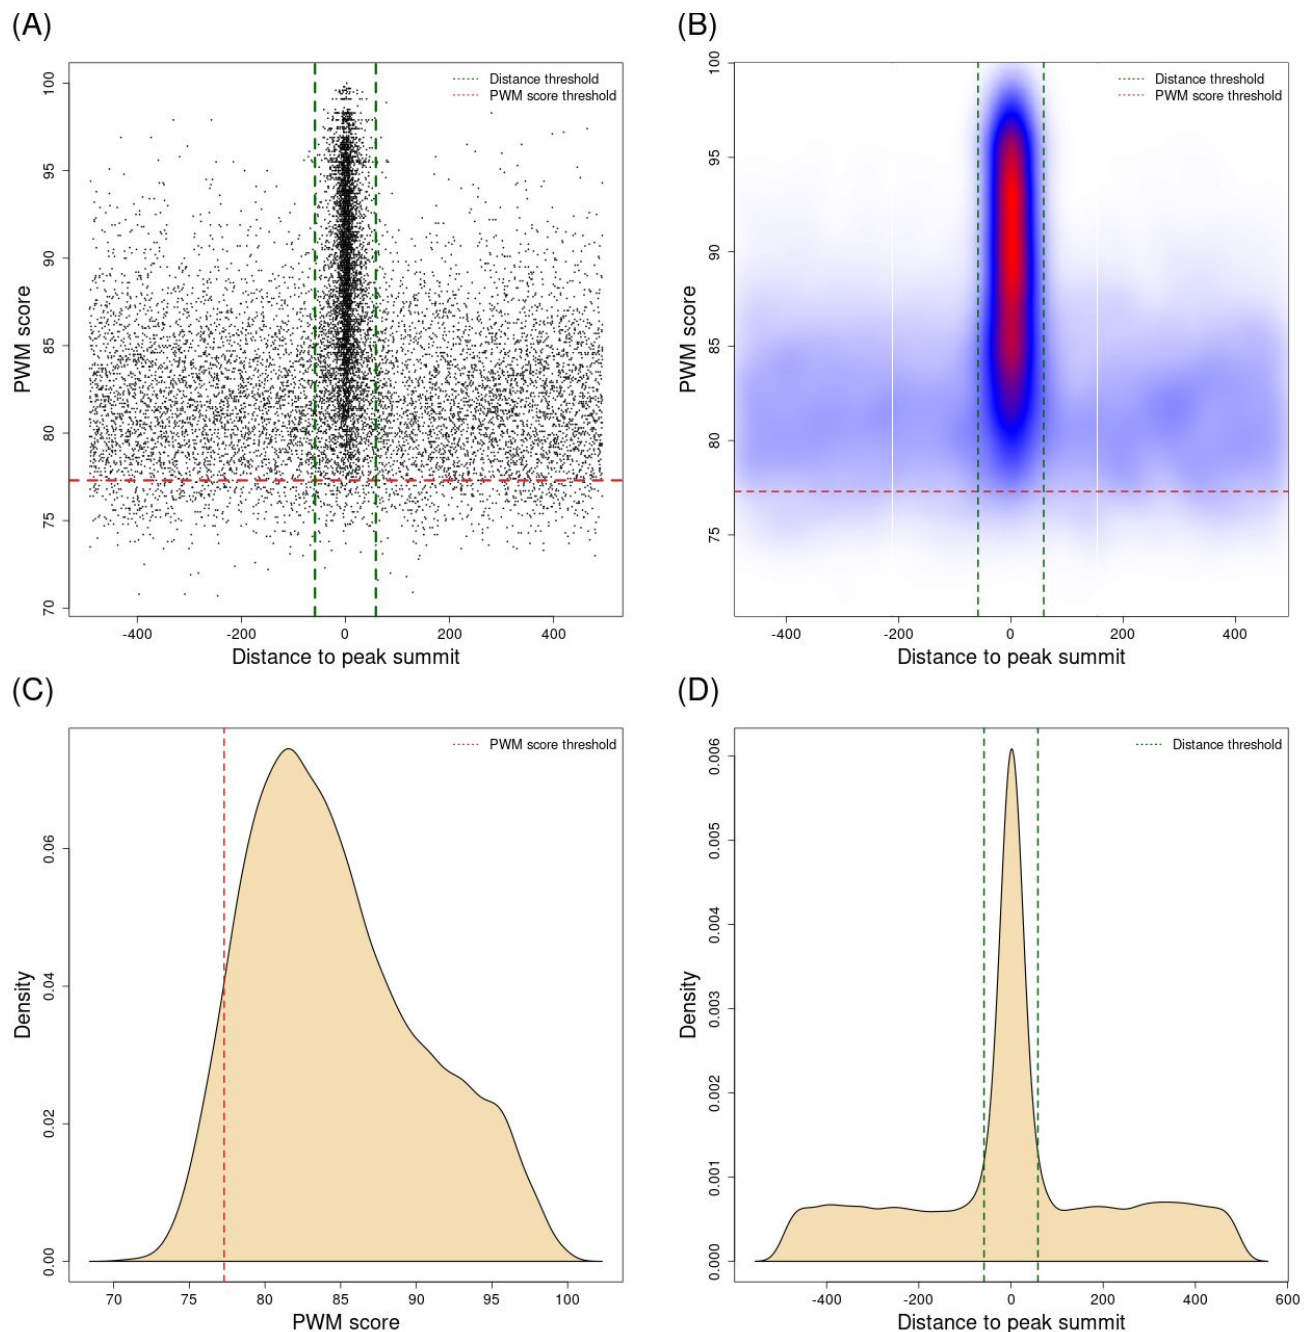 (A)
Distance threshold
PWM score threshold
PWM score
100
95
90
85
80
75
70
-400 -200 0 200 400
Distance to peak summit
(B)
Distance threshold
PWM score threshold
PWM score
100
95
90
85
80
75
-400 -200 0 200 400
Distance to peak summit
(C)
PWM score threshold
Density
0.06
0.04
0.02
0.00
70 75 80 85 90 95 100
PWM score
(D)
Distance threshold
Density
0.006
0.005
0.004
0.003
0.002
0.001
0.000
-400 -200 0 200 400 600
Distance to peak summit